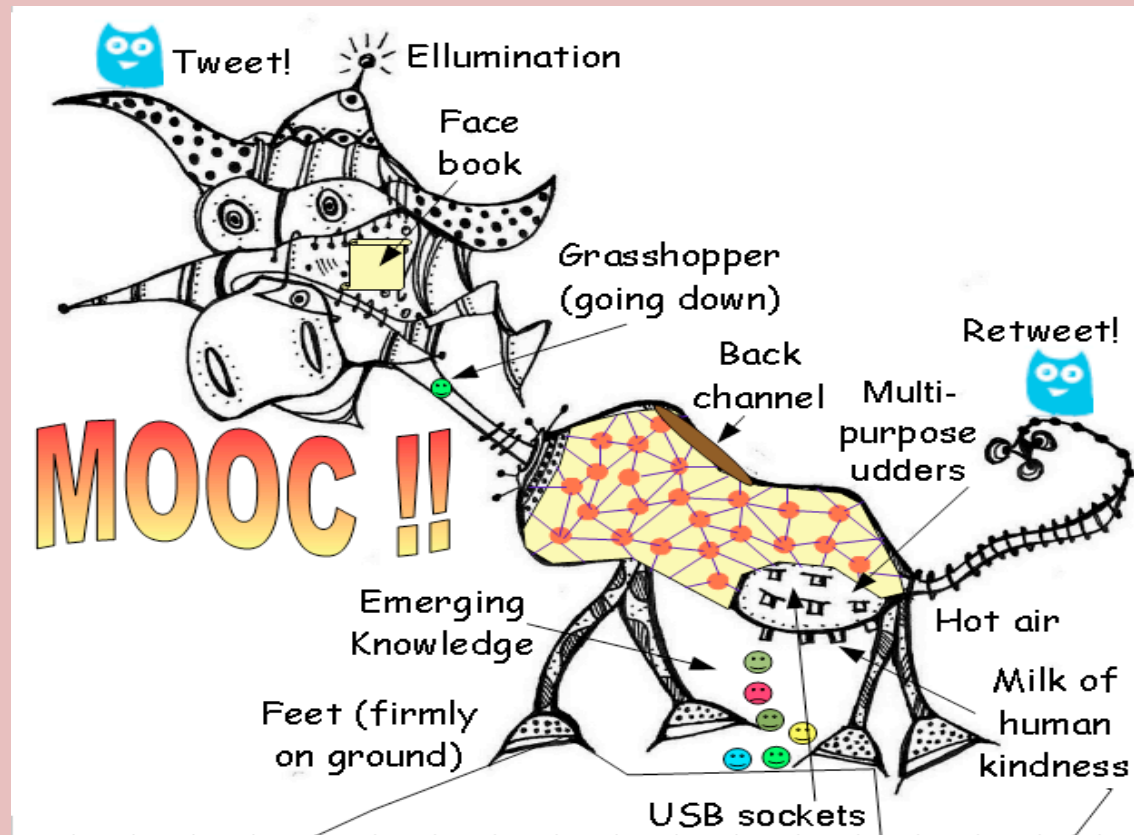 Tweet!
Ellumination
Face
book
Grasshopper
(going down)
Retweet!
Back
channel
Multi-
purpose
udders
MOOC !!
Emerging
Knowledge
Hot air
Feet (firmly
on ground)
Milk of
human
kindness
USB sockets